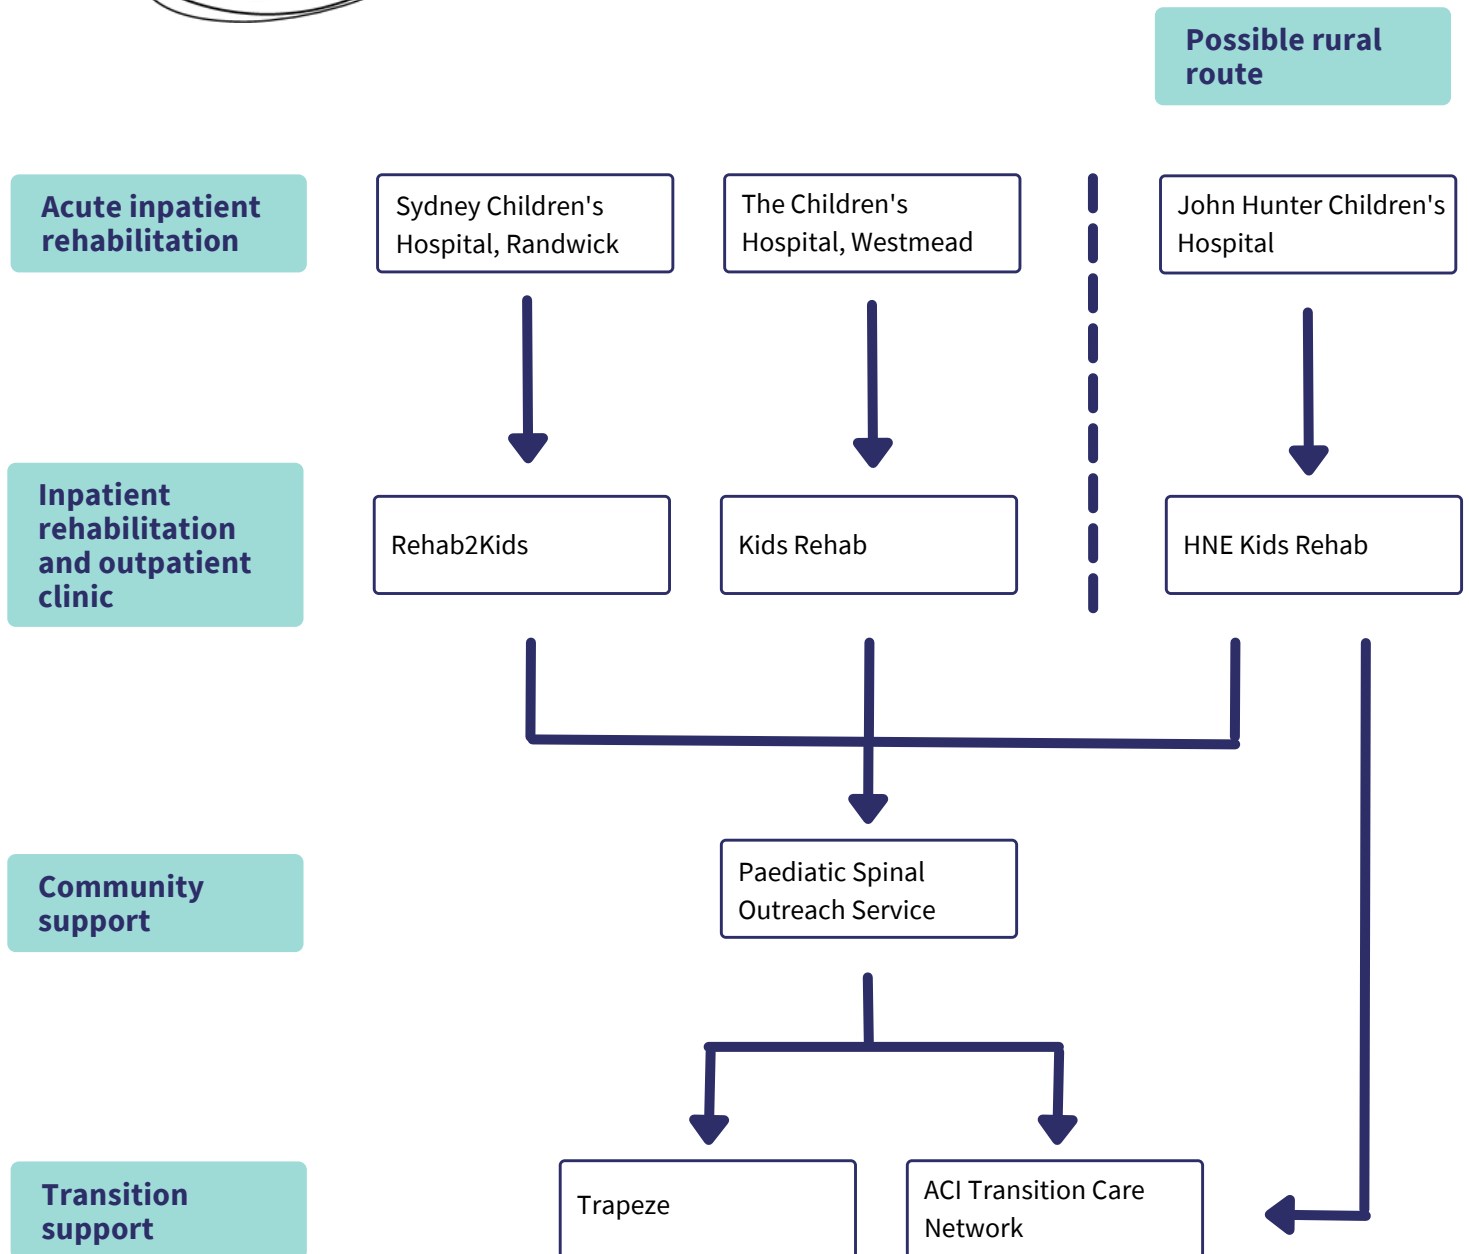 Possible rural
route
Acute inpatient
rehabilitation
Sydney Children's
Hospital, Randwick
The Children's
Hospital, Westmead
John Hunter Children's
Hospital
Inpatient
rehabilitation
and outpatient
clinic
Rehab2Kids
Kids Rehab
HNE Kids Rehab
Community
support
Paediatic Spinal
Outreach Service
Transition
support
Trapeze
ACI Transition Care
Network